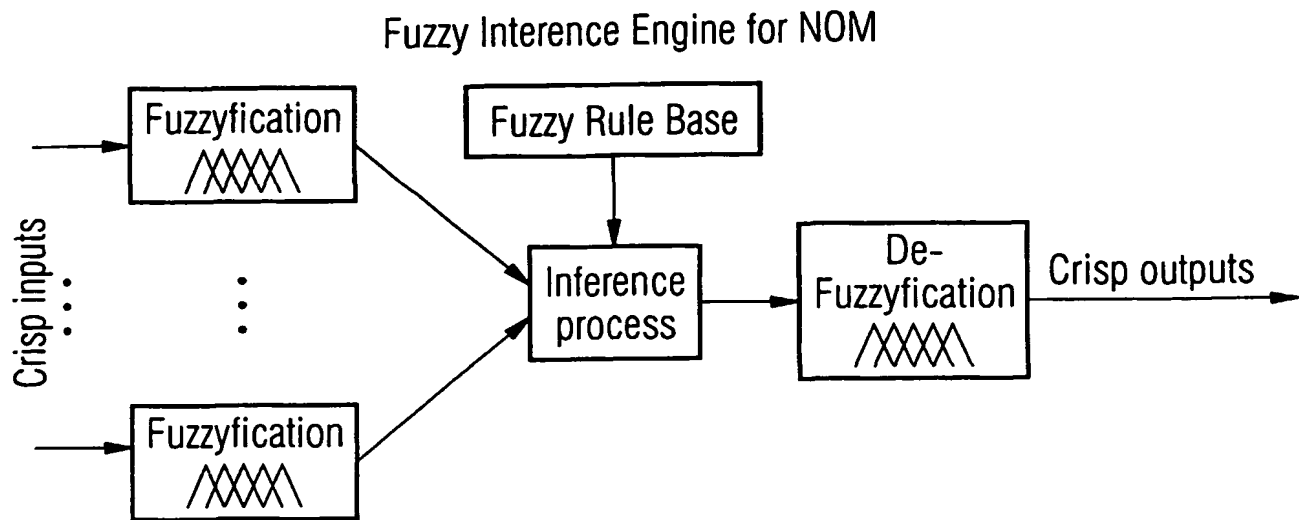 Fuzzy Interence Engine for NOM
Fuzzyfication
Fuzzy Rule Base
Crisp inputs
Inference
process
De-
Fuzzyfication
Crisp outputs
Fuzzyfication